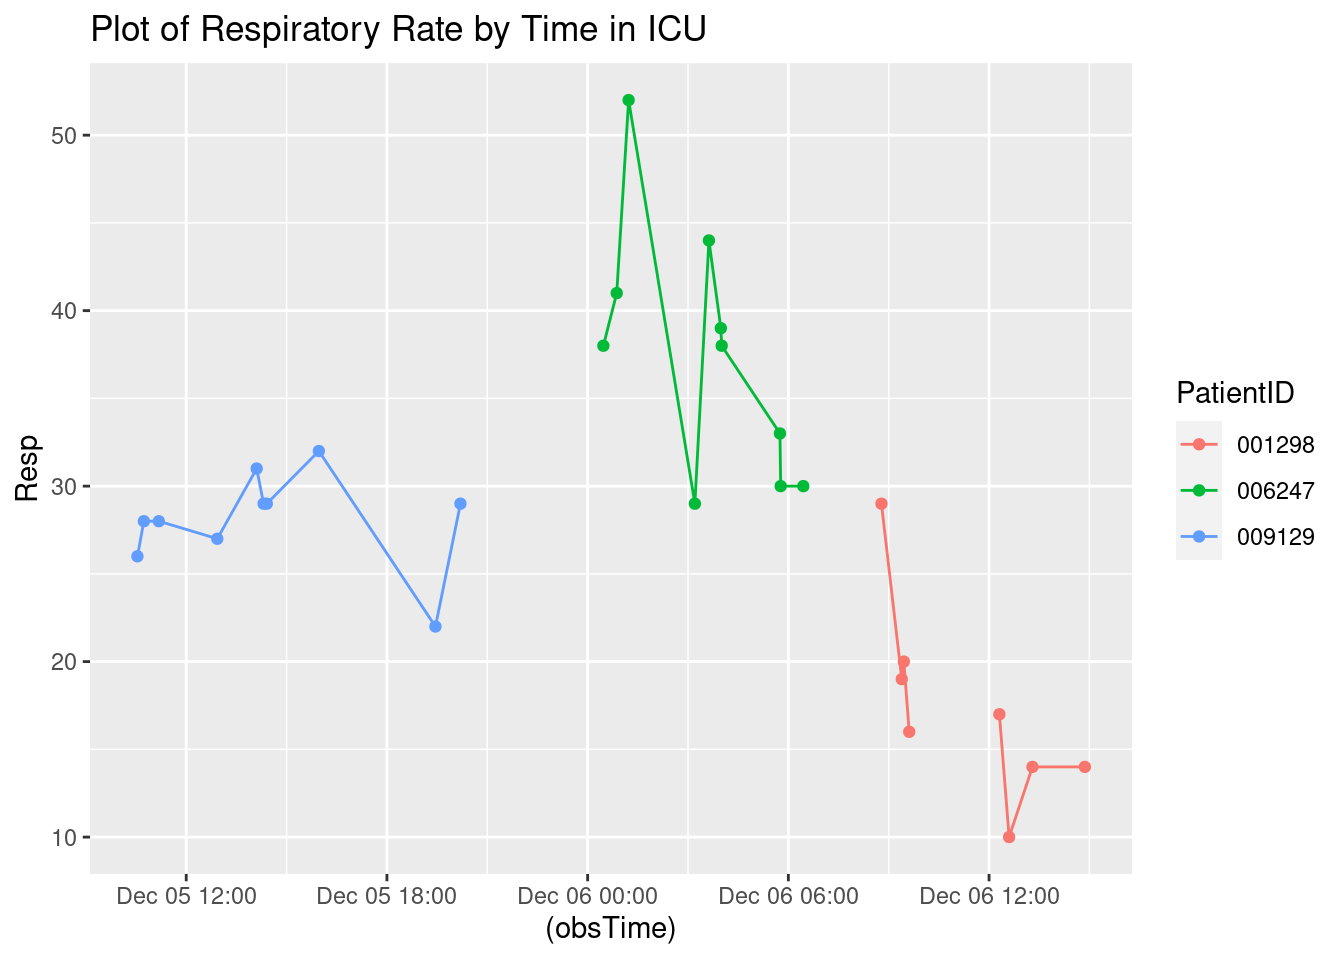 Plot of Respiratory Rate by Time in ICU
50
40
30
20
10
Resp
Dec 05 12:00
Dec 05 18:00
Dec 06 00:00
Dec 06 06:00
Dec 06 12:00
(obsTime)
PatientID
001298
006247
009129